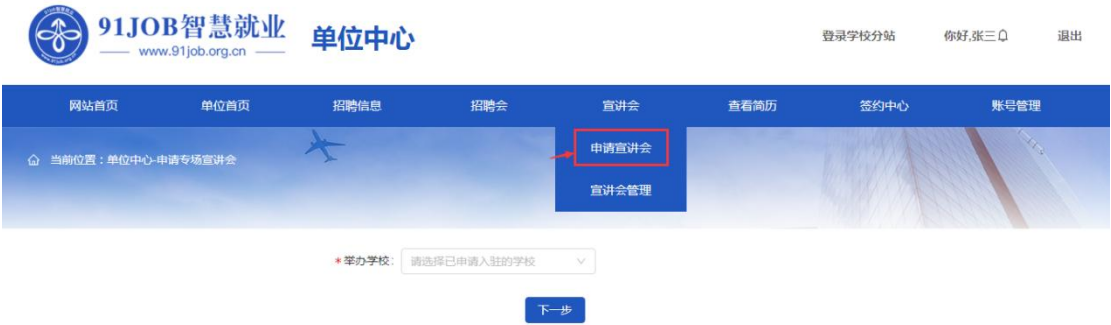 91JOB智慧就业
www.91job.org.cn
单位中心
登录学校分站 你好,张三 退出
网站首页 单位首页 招聘信息 招聘会 宣讲会 查看简历 签约中心 账号管理
当前位置:单位中心-申请专场宣讲会
申请宣讲会
宣讲会管理
*举办学校: 请选择已申请入驻的学校
下一步